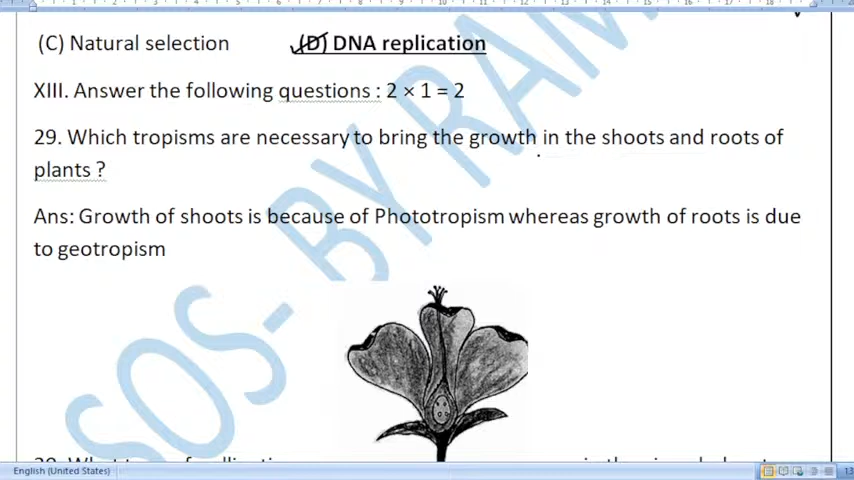 (C) Natural selection (D) DNA replication
XIII. Answer the following questions : 2 × 1 = 2
29. Which tropisms are necessary to bring the growth in the shoots and roots of
plants ?
Ans: Growth of shoots is because of Phototropism whereas growth of roots is due
to geotropism
SOS- BY RAM
English (United States)
13